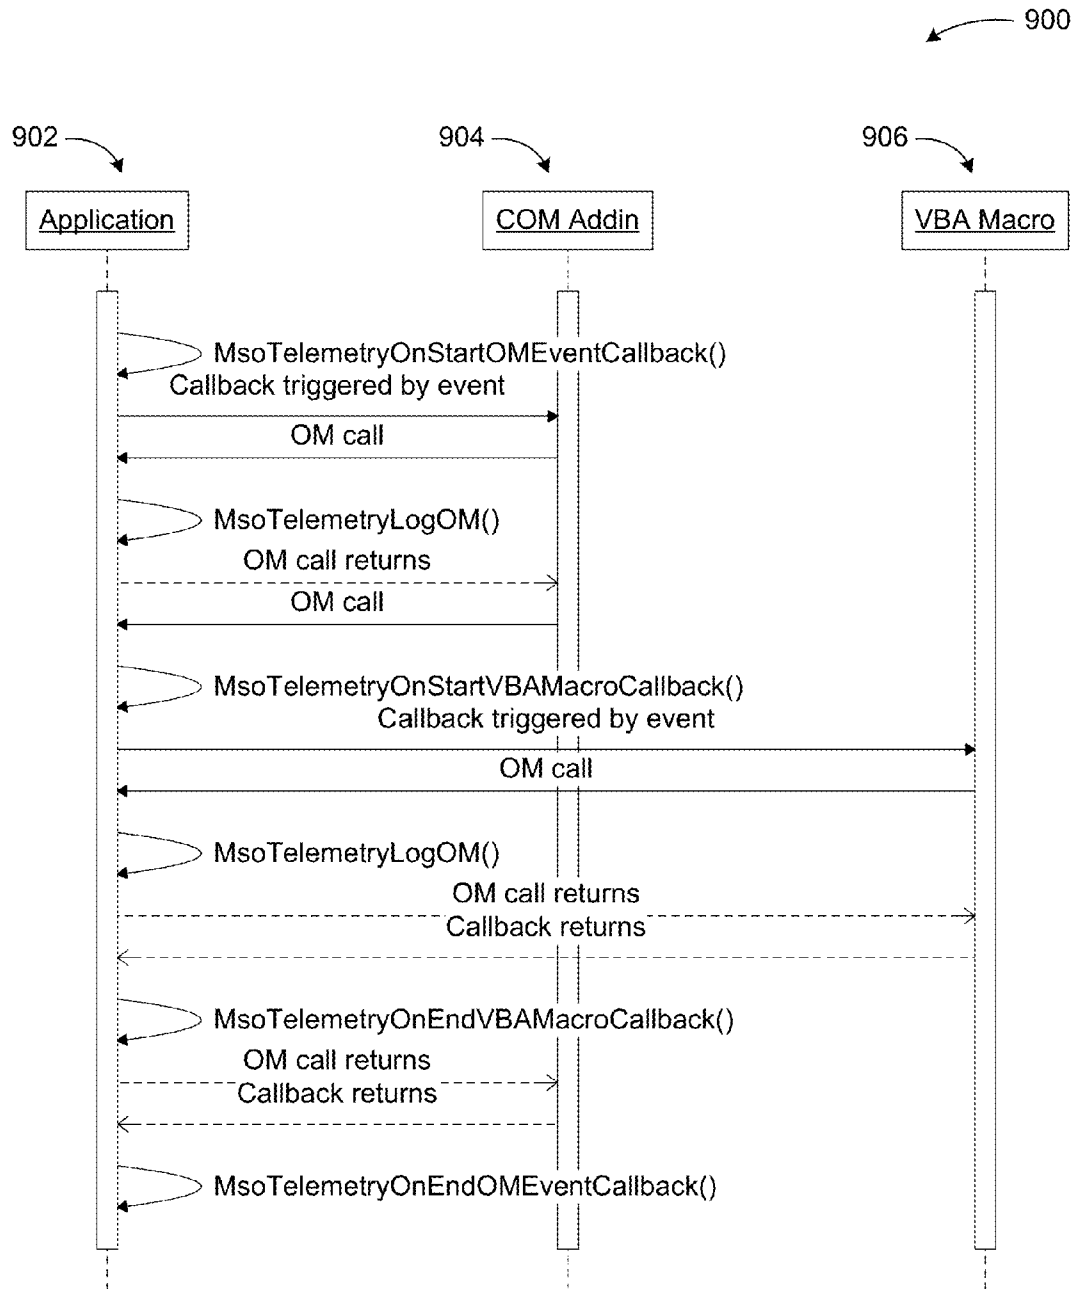 900
902
904
906
Application
COM Addin
VBA Macro
MsoTelemetryOnStartOMEventCallback()
Callback triggered by event
OM call
MsoTelemetryLogOM()
OM call returns
OM call
MsoTelemetryOnStartVBAMacroCallback()
Callback triggered by event
OM call
MsoTelemetryLogOM()
OM call returns
Callback returns
MsoTelemetryOnEndVBAMacroCallback()
OM call returns
Callback returns
MsoTelemetryOnEndOMEventCallback()